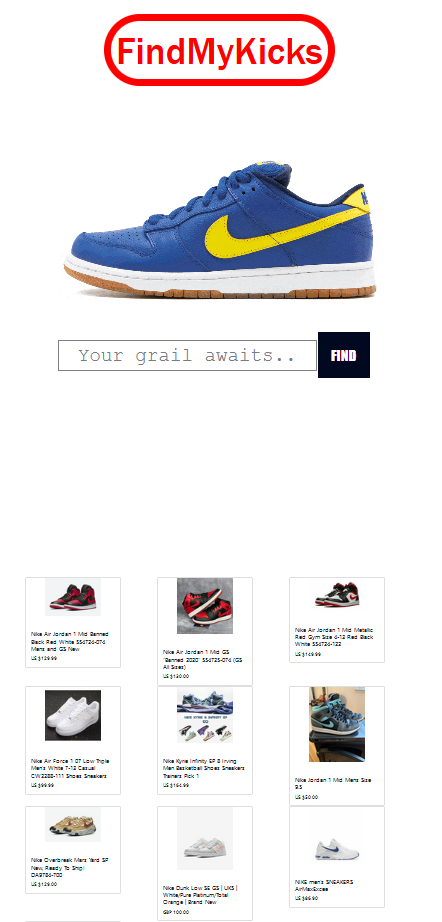 FindMyKicks
Your grail awaits..
FIND
Nike Air Jordan 1 Mid Banned
Back Red White 554724-074
Mens and GS New
US $129.99
Nike Air Jordan 1 Mid GS
"Banned 2020" 554725-074 (GS
All Sizes)
US $130.00
Nike Air Jordan 1 Mid Metallic
Red Gym Size 4-13 Red Back
White 554724-122
US $149.99
Nike Air Force 1 07 Low Triple
Men's White 7-13 Casual
CW2288-111 Shoes Sneakers
US $99.99
Nike Kyrie Infinity EP 8 Irving
Men Basketball Shoes Sneakers
Trainers Pick 1
US $164.99
Nike Jordan 1 Mid Mens Size
9.5
US $50.00
Nike Overbreak Mars Yard SP
New, Ready To Ship!
DA9784-700
US $129.00
Nike Dunk Low SE GS | UK5 |
White/Pure Platinum/Total
Orange | Brand New
GBP 100.00
NIKE men's SNEAKERS
AirMaxExcee
US $85.90